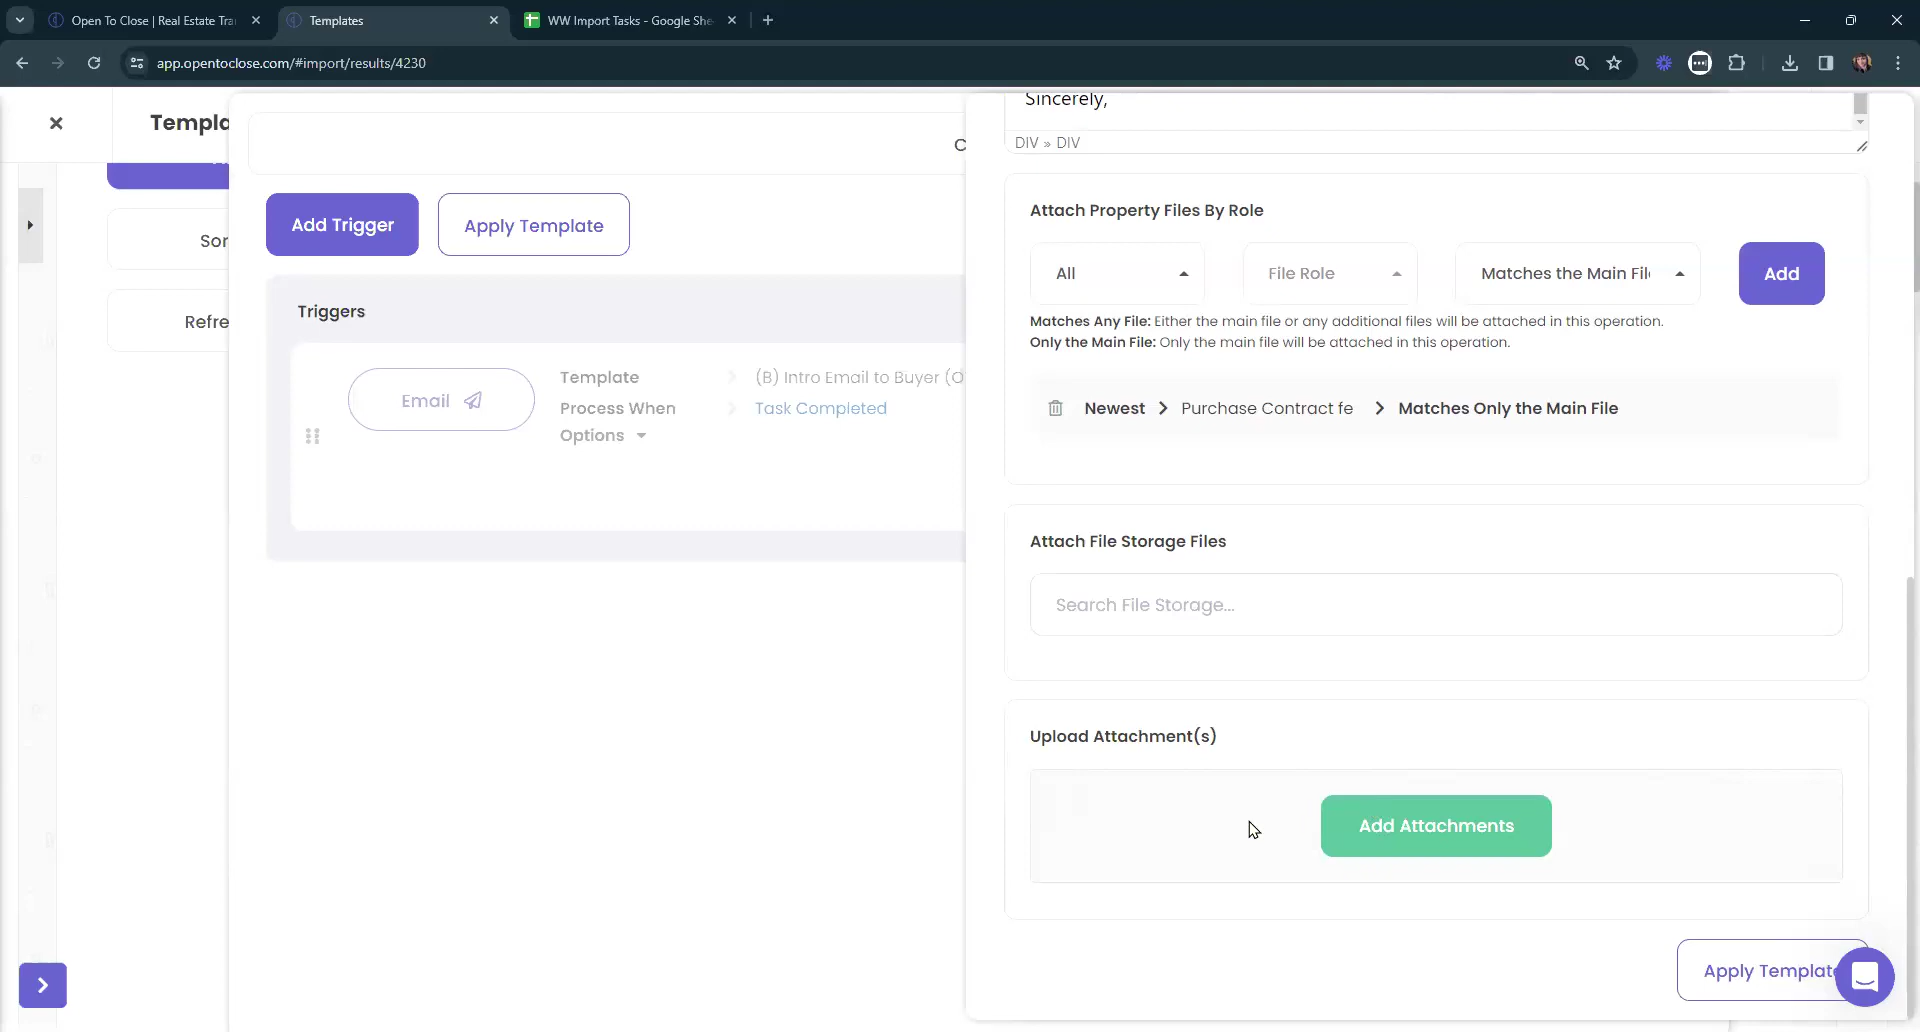 Open To Close | Real Estate Tra
Templates
WW Import Tasks - Google She
app.opentoclose.com/#import/results/4230
Templa
C
Sor
Refre
Add Trigger
Apply Template
Triggers
Email
Template
(B) Intro Email to Buyer (O
Process When
Task Completed
Options
Sincerely,
DIV » DIV
Attach Property Files By Role
All
File Role
Matches the Main Fil
Add
Matches Any File: Either the main file or any additional files will be attached in this operation.
Only the Main File: Only the main file will be attached in this operation.
Newest
Purchase Contract fe
Matches Only the Main File
Attach File Storage Files
Search File Storage...
Upload Attachment(s)
Add Attachments
Apply Template